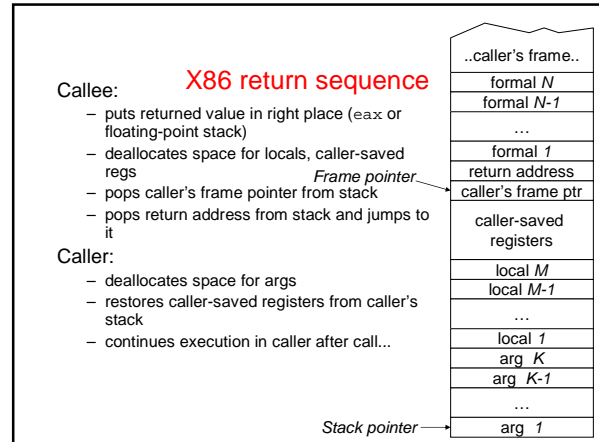 X86 return sequence
Callee:
– puts returned value in right place (eax or
floating-point stack)
– deallocates space for locals, caller-saved
regs
– pops caller's frame pointer from stack
– pops return address from stack and jumps to
it
Caller:
– deallocates space for args
– restores caller-saved registers from caller's
stack
– continues execution in caller after call...
Frame pointer
Stack pointer
..caller's frame..
formal N
formal N-1
…
formal 1
return address
caller's frame ptr
caller-saved
registers
local M
local M-1
…
local 1
arg K
arg K-1
…
arg 1